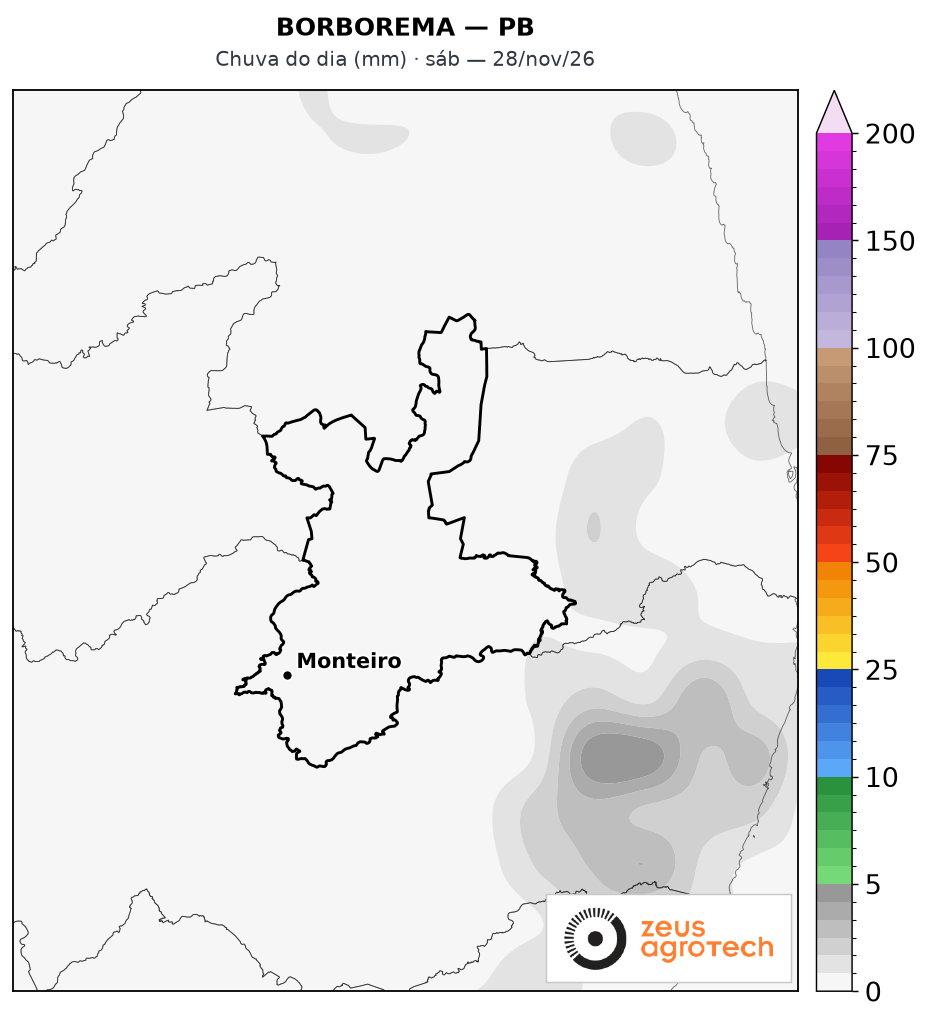 BORBOREMA — PB
Chuva do dia (mm) · sáb — 28/nov/26
200
150
100
75
50
25
10
5
0
Monteiro
zeus
agrotech